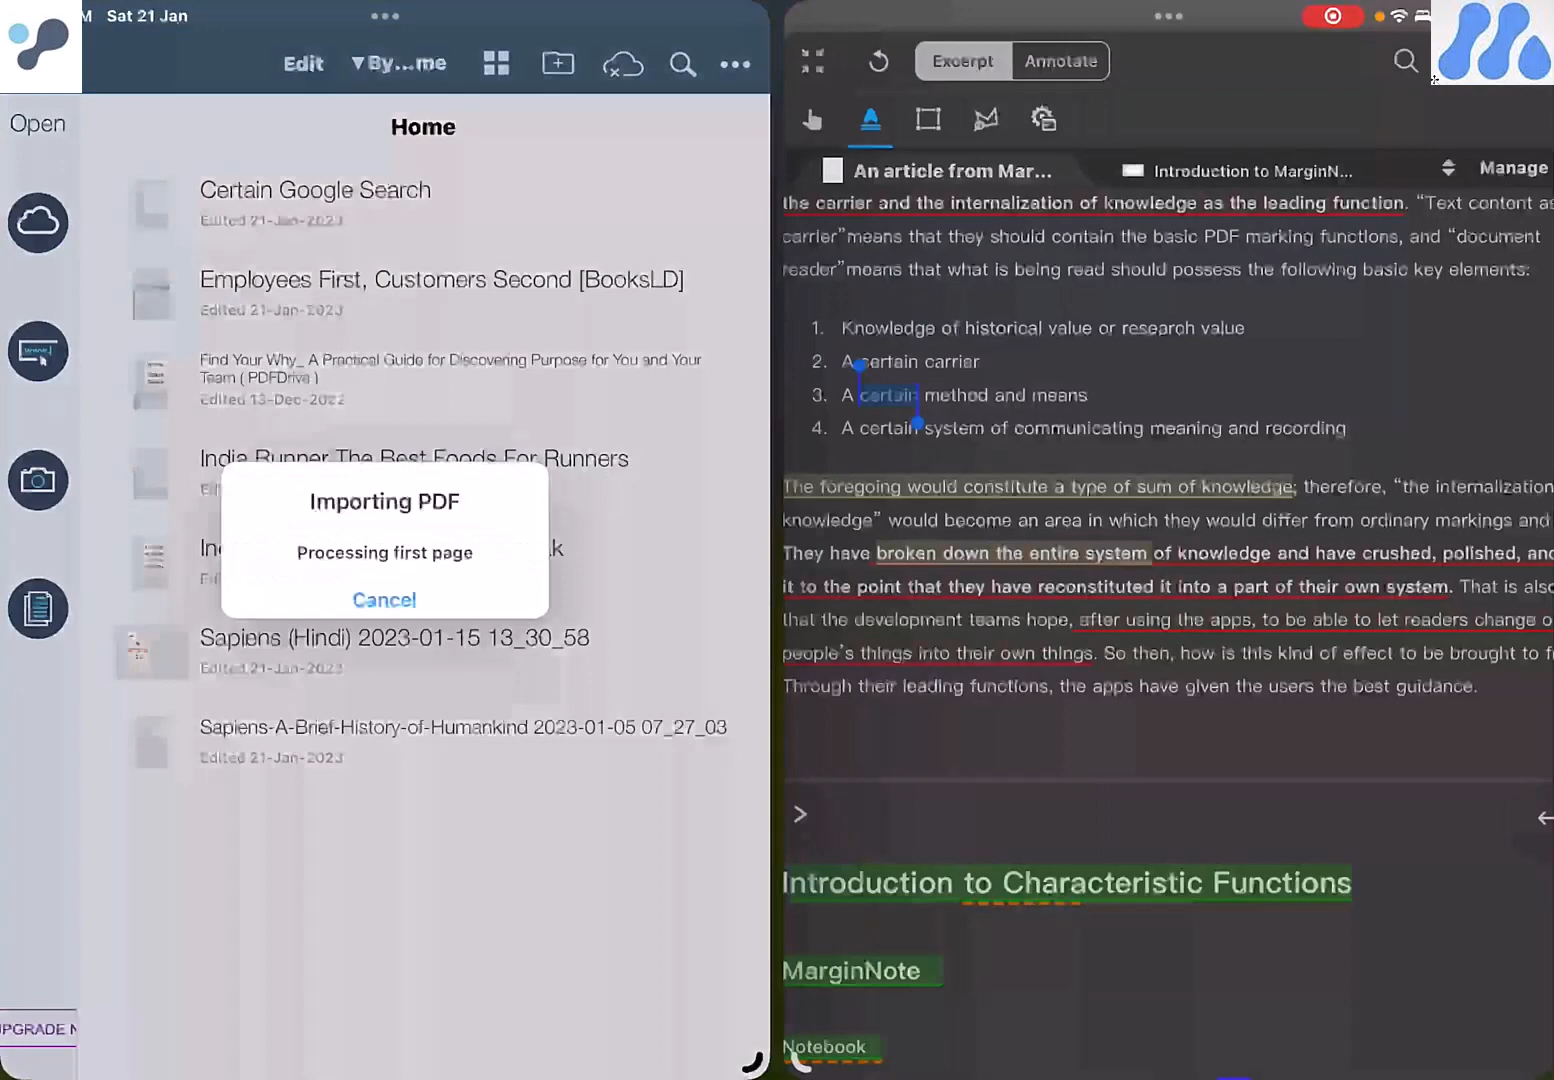 M Sat 21 Jan
Edit ▼By...me
Open
Home
Certain Google Search
Edited 21-Jan-2023
Employees First, Customers Second [BooksLD]
Edited 21-Jan-2023
Find Your Why_ A Practical Guide for Discovering Purpose for You and Your
Team ( PDFDrive )
Edited 13-Dec-2022
India Runner The Best Foods For Runners
Importing PDF
Processing first page
Cancel
Sapiens (Hindi) 2023-01-15 13_30_58
Edited 21-Jan-2023
Sapiens-A-Brief-History-of-Humankind 2023-01-05 07_27_03
Edited 21-Jan-2023
UPGRADE N
Excerpt Annotate
An article from Mar... Introduction to MarginN... Manage
the carrier and the internalization of knowledge as the leading function. “Text content as
carrier”means that they should contain the basic PDF marking functions, and “document
reader”means that what is being read should possess the following basic key elements:
1. Knowledge of historical value or research value
2. A certain carrier
3. A certain method and means
4. A certain system of communicating meaning and recording
The foregoing would constitute a type of sum of knowledge; therefore, “the internalization
knowledge” would become an area in which they would differ from ordinary markings and
They have broken down the entire system of knowledge and have crushed, polished, and
it to the point that they have reconstituted it into a part of their own system. That is also
that the development teams hope, after using the apps, to be able to let readers change o
people's things into their own things. So then, how is this kind of effect to be brought to f
Through their leading functions, the apps have given the users the best guidance.
Introduction to Characteristic Functions
MarginNote
Notebook